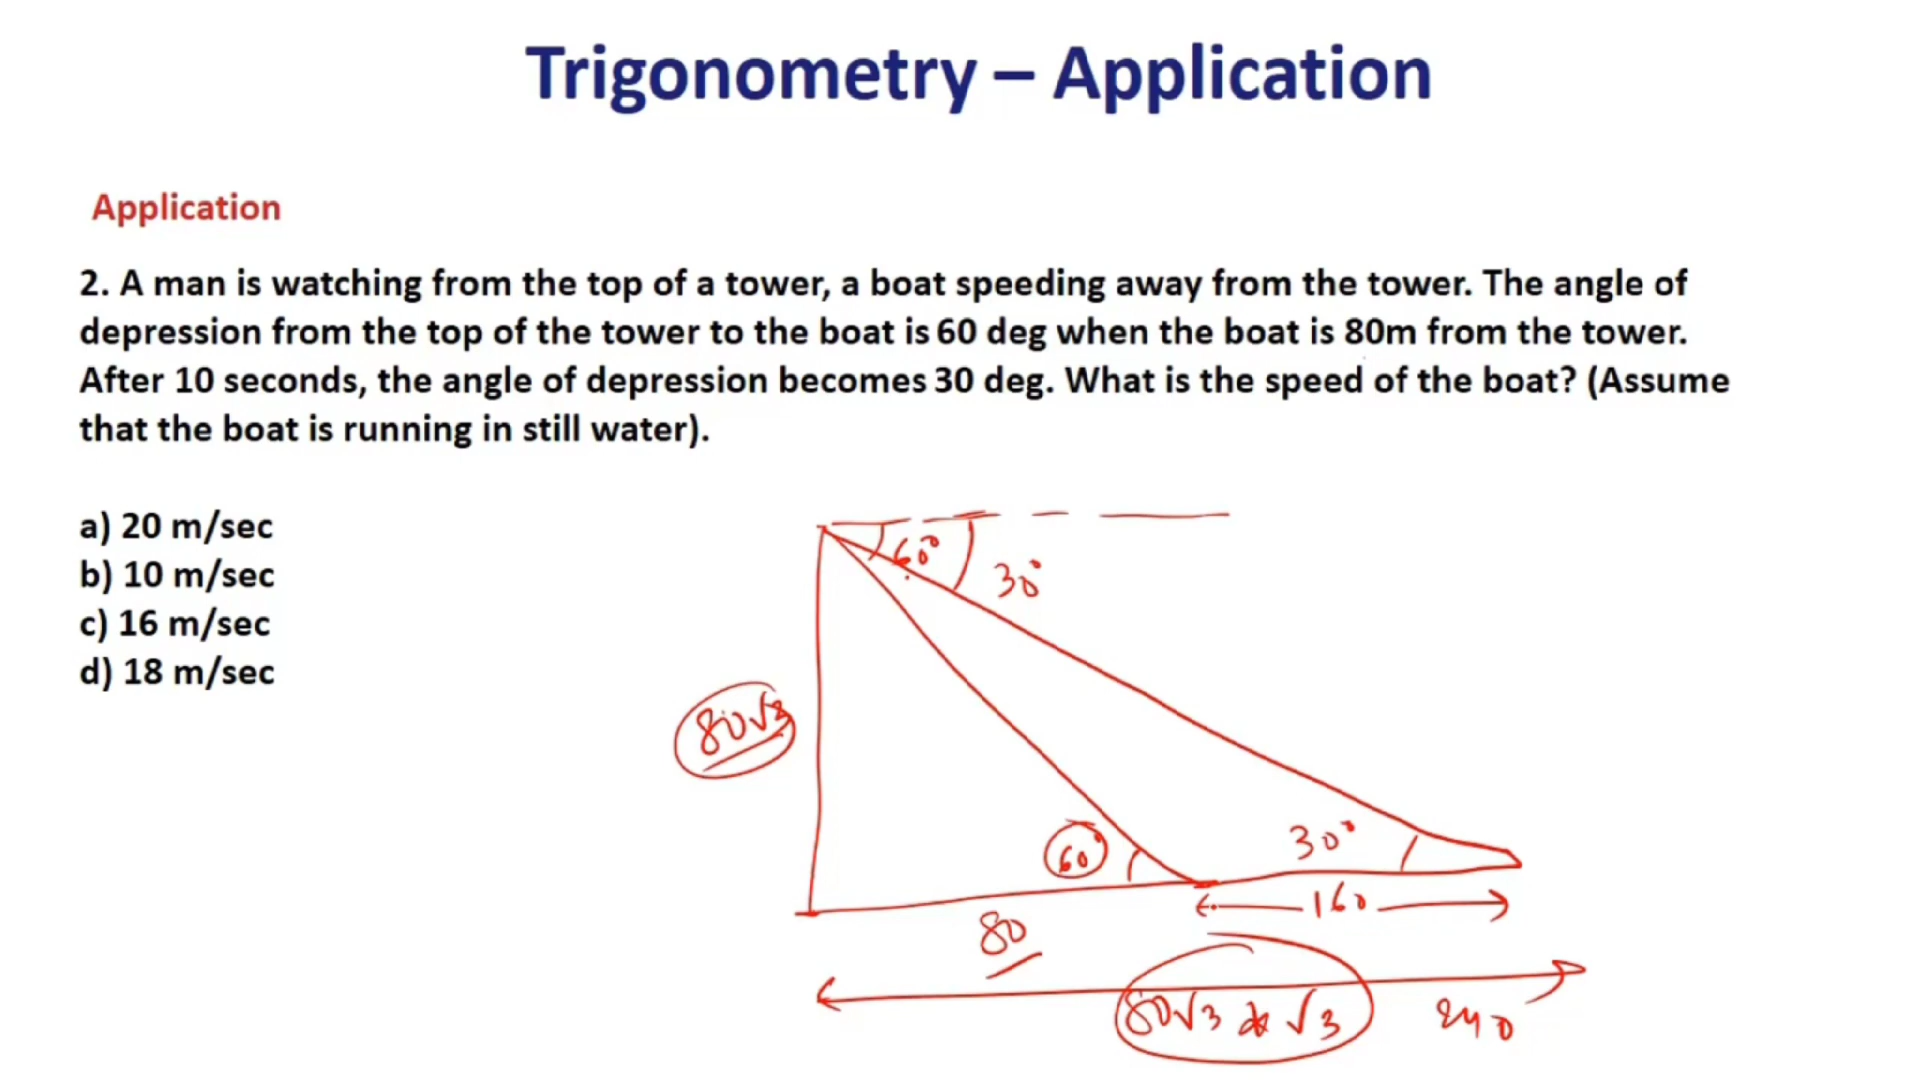 Trigonometry – Application
Application
2. A man is watching from the top of a tower, a boat speeding away from the tower. The angle of
depression from the top of the tower to the boat is 60 deg when the boat is 80m from the tower.
After 10 seconds, the angle of depression becomes 30 deg. What is the speed of the boat? (Assume
that the boat is running in still water).
a) 20 m/sec
b) 10 m/sec
c) 16 m/sec
d) 18 m/sec
60°
30°
80√3
60°
30°
160
80
80√3 * √3
240